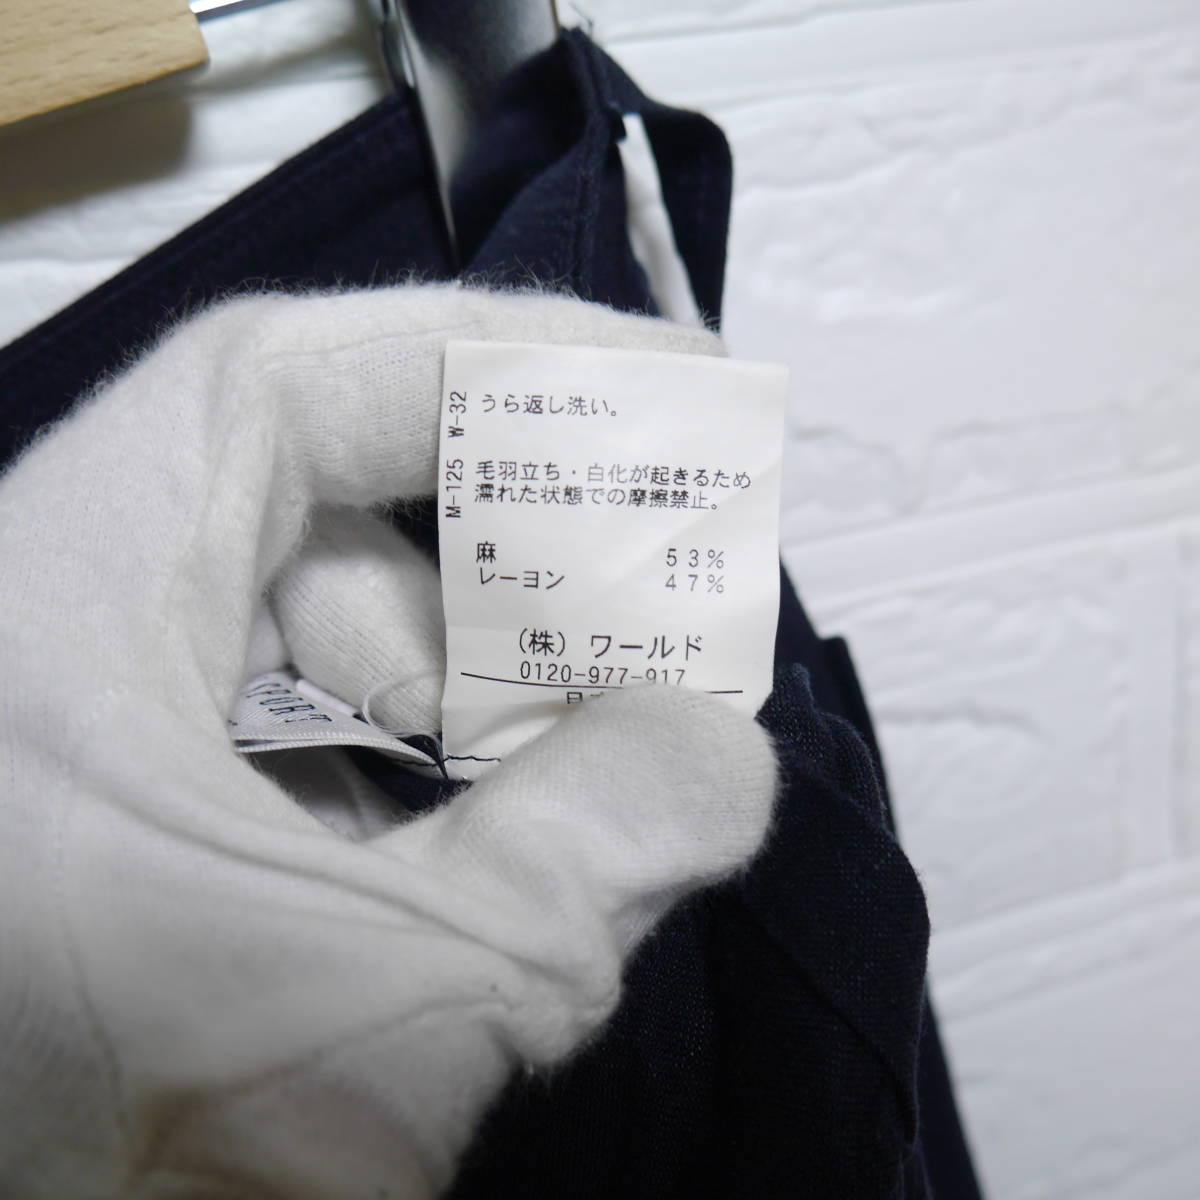 うら返し洗い。
毛羽立ち・白化が起きるため
濡れた状態での摩擦禁止。
麻 53%
レーヨン 47%
(株) ワールド
0120-977-917
M-125 W-32
SPORT